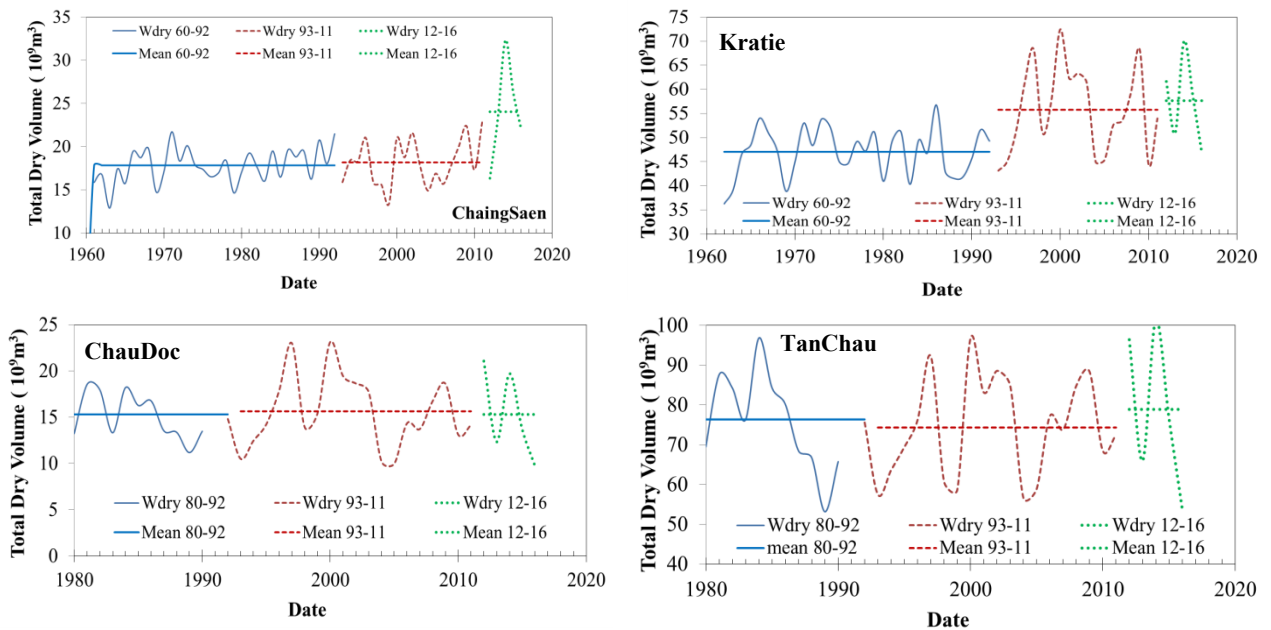 Total Dry Volume ( 10⁹m³)
35
30
25
20
15
10
Wdry 60-92 Wdry 93-11 Wdry 12-16
Mean 60-92 Mean 93-11 Mean 12-16
ChaingSaen
1960 1970 1980 1990 2000 2010 2020
Date
Total Dry Volume ( 10⁹m³)
75
70
65
60
55
50
45
40
35
30
Kratie
Wdry 60-92 Wdry 93-11 Wdry 12-16
Mean 60-92 Mean 93-11 Mean 12-16
1960 1970 1980 1990 2000 2010 2020
Date
Total Dry Volume ( 10⁹m³)
25
20
15
10
5
0
ChauDoc
Wdry 80-92 Wdry 93-11 Wdry 12-16
Mean 80-92 Mean 93-11 Mean 12-16
1980 1990 2000 2010 2020
Date
Total Dry Volume ( 10⁹m³)
100
90
80
70
60
50
40
TanChau
Wdry 80-92 Wdry 93-11 Wdry 12-16
mean 80-92 Mean 93-11 Mean 12-16
1980 1990 2000 2010 2020
Date